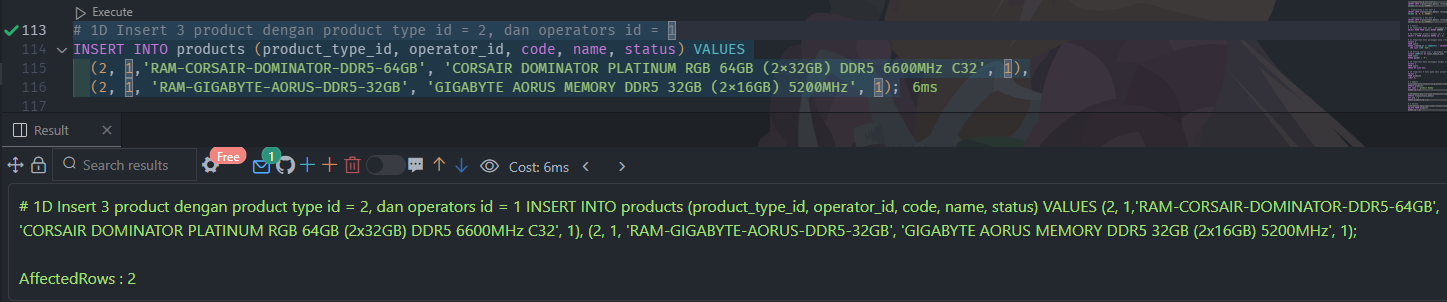 Execute
113 # 1D Insert 3 product dengan product type id = 2, dan operators id = 1
114 INSERT INTO products (product_type_id, operator_id, code, name, status) VALUES
115 (2, 1,'RAM-CORSAIR-DOMINATOR-DDR5-64GB', 'CORSAIR DOMINATOR PLATINUM RGB 64GB (2×32GB) DDR5 6600MHz C32', 1),
116 (2, 1, 'RAM-GIGABYTE-AORUS-DDR5-32GB', 'GIGABYTE AORUS MEMORY DDR5 32GB (2×16GB) 5200MHz', 1); 6ms
117
Result
Search results Free 1 Cost: 6ms
# 1D Insert 3 product dengan product type id = 2, dan operators id = 1 INSERT INTO products (product_type_id, operator_id, code, name, status) VALUES (2, 1,'RAM-CORSAIR-DOMINATOR-DDR5-64GB',
'CORSAIR DOMINATOR PLATINUM RGB 64GB (2x32GB) DDR5 6600MHz C32', 1), (2, 1, 'RAM-GIGABYTE-AORUS-DDR5-32GB', 'GIGABYTE AORUS MEMORY DDR5 32GB (2x16GB) 5200MHz', 1);
AffectedRows : 2